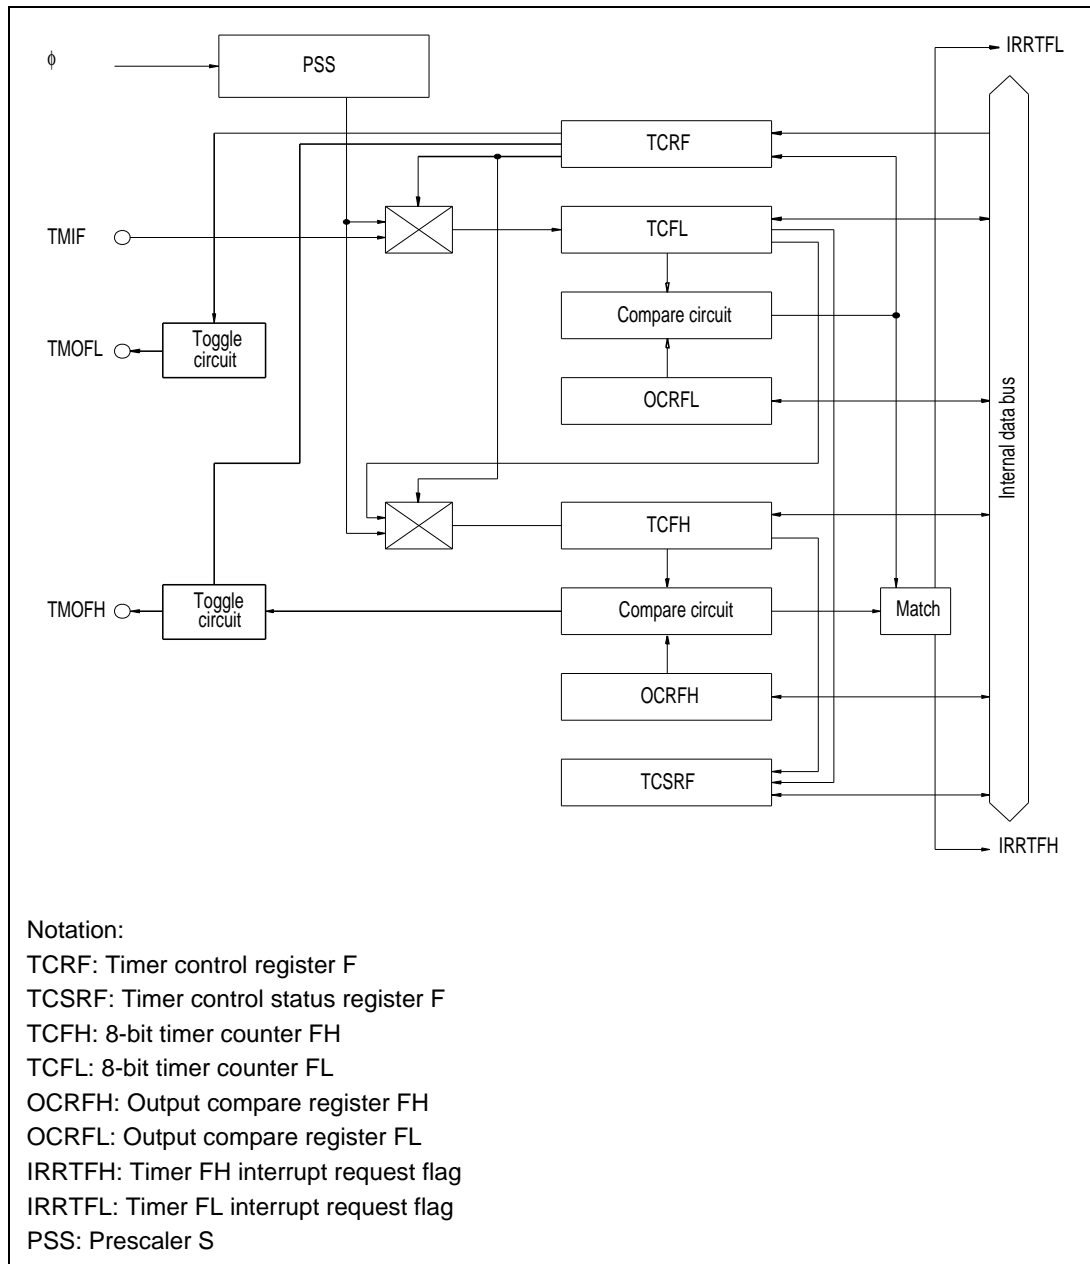 φ
PSS
IRRTFL
TCRF
TMIF
TCFL
Compare circuit
TMOFL
Toggle
circuit
OCRFL
Internal data bus
TCFH
TMOFH
Toggle
circuit
Compare circuit
Match
OCRFH
TCSRF
IRRTFH
Notation:
TCRF: Timer control register F
TCSRF: Timer control status register F
TCFH: 8-bit timer counter FH
TCFL: 8-bit timer counter FL
OCRFH: Output compare register FH
OCRFL: Output compare register FL
IRRTFH: Timer FH interrupt request flag
IRRTFL: Timer FL interrupt request flag
PSS: Prescaler S